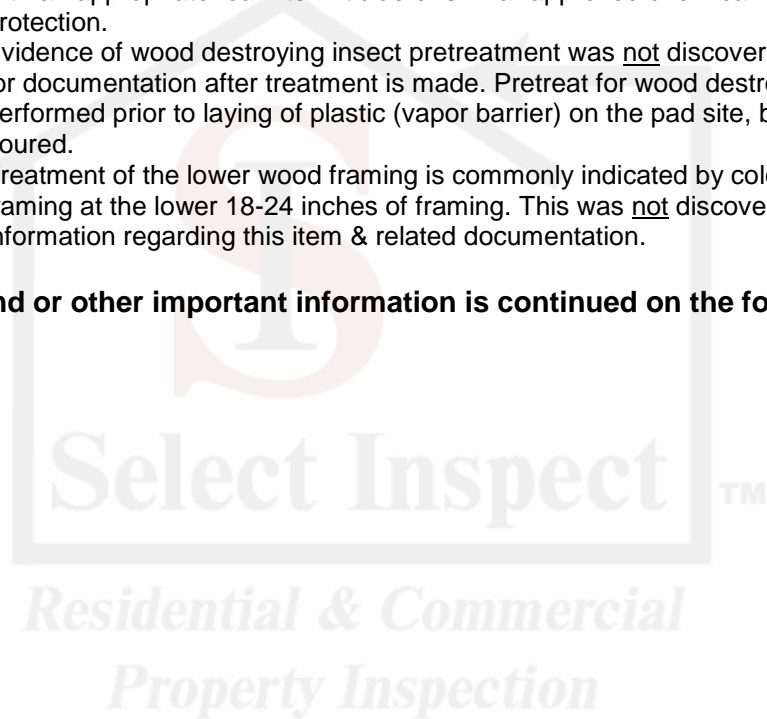 rotection.
vidence of wood destroying insect pretreatment was not discover
or documentation after treatment is made. Pretreat for wood destr
erformed prior to laying of plastic (vapor barrier) on the pad site, b
oured.
reatment of the lower wood framing is commonly indicated by col
raming at the lower 18-24 inches of framing. This was not discove
nformation regarding this item & related documentation.
nd or other important information is continued on the fo
SI
Select Inspect TM
Residential & Commercial
Property Inspection